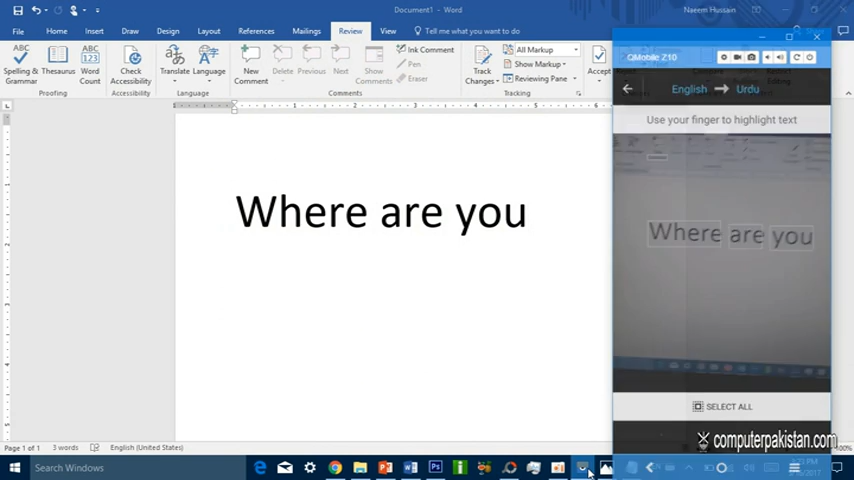 Document1 - Word
Naeem Hussain
File Home Insert Draw Design Layout References Mailings Review View Tell me what you want to do
Spelling & Grammar
Thesaurus
Word Count
Check Accessibility
Translate
Language
New Comment
Delete
Previous
Next
Show Comments
Ink Comment
Pen
Eraser
Track Changes
All Markup
Show Markup
Reviewing Pane
Accept
Proofing
Accessibility
Language
Comments
Tracking
Where are you
QMobile Z10
English Urdu
Use your finger to highlight text
Where are you
SELECT ALL
computerpakistan.com
Page 1 of 1 3 words English (United States)
Search Windows